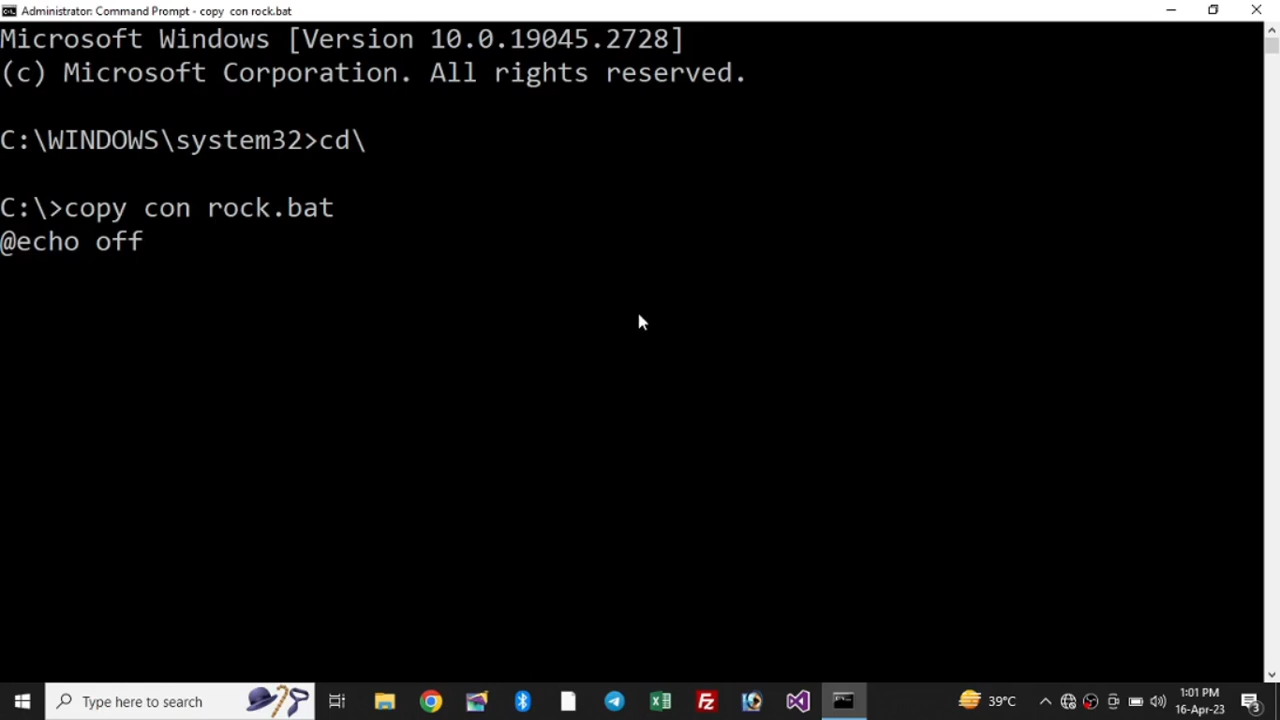 Administrator: Command Prompt - copy  con rock.bat
Microsoft Windows [Version 10.0.19045.2728]
(c) Microsoft Corporation. All rights reserved.
C:\WINDOWS\system32>cd\
C:\>copy con rock.bat
@echo off
Type here to search
39°C
1:01 PM
16-Apr-23
3